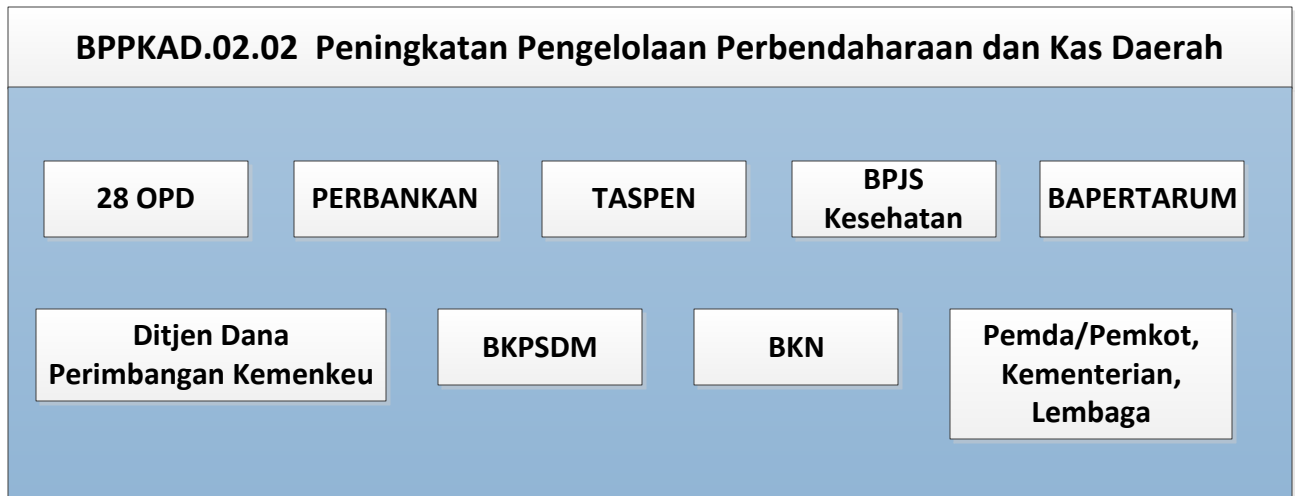 BPPKAD.02.02 Peningkatan Pengelolaan Perbendaharaan dan Kas Daerah
28 OPD
PERBANKAN
TASPEN
BPJS
Kesehatan
BAPERTARUM
Ditjen Dana
Perimbangan Kemenkeu
BKPSDM
BKN
Pemda/Pemkot,
Kementerian,
Lembaga